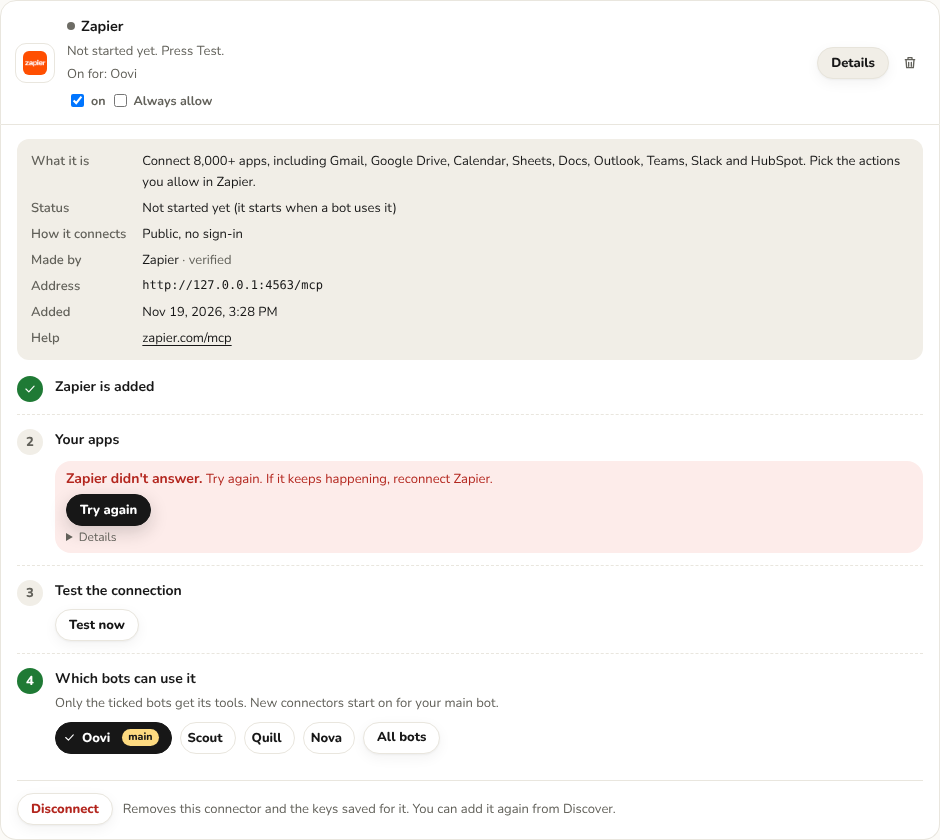 Zapier
zapier
Not started yet. Press Test.
On for: Oovi
on Always allow
Details
What it is Connect 8,000+ apps, including Gmail, Google Drive, Calendar, Sheets, Docs, Outlook, Teams, Slack and HubSpot. Pick the actions
you allow in Zapier.
Status Not started yet (it starts when a bot uses it)
How it connects Public, no sign-in
Made by Zapier · verified
Address http://127.0.0.1:4563/mcp
Added Nov 19, 2026, 3:28 PM
Help zapier.com/mcp
Zapier is added
2 Your apps
Zapier didn't answer. Try again. If it keeps happening, reconnect Zapier.
Try again
Details
3 Test the connection
Test now
4 Which bots can use it
Only the ticked bots get its tools. New connectors start on for your main bot.
Oovi main Scout Quill Nova All bots
Disconnect Removes this connector and the keys saved for it. You can add it again from Discover.